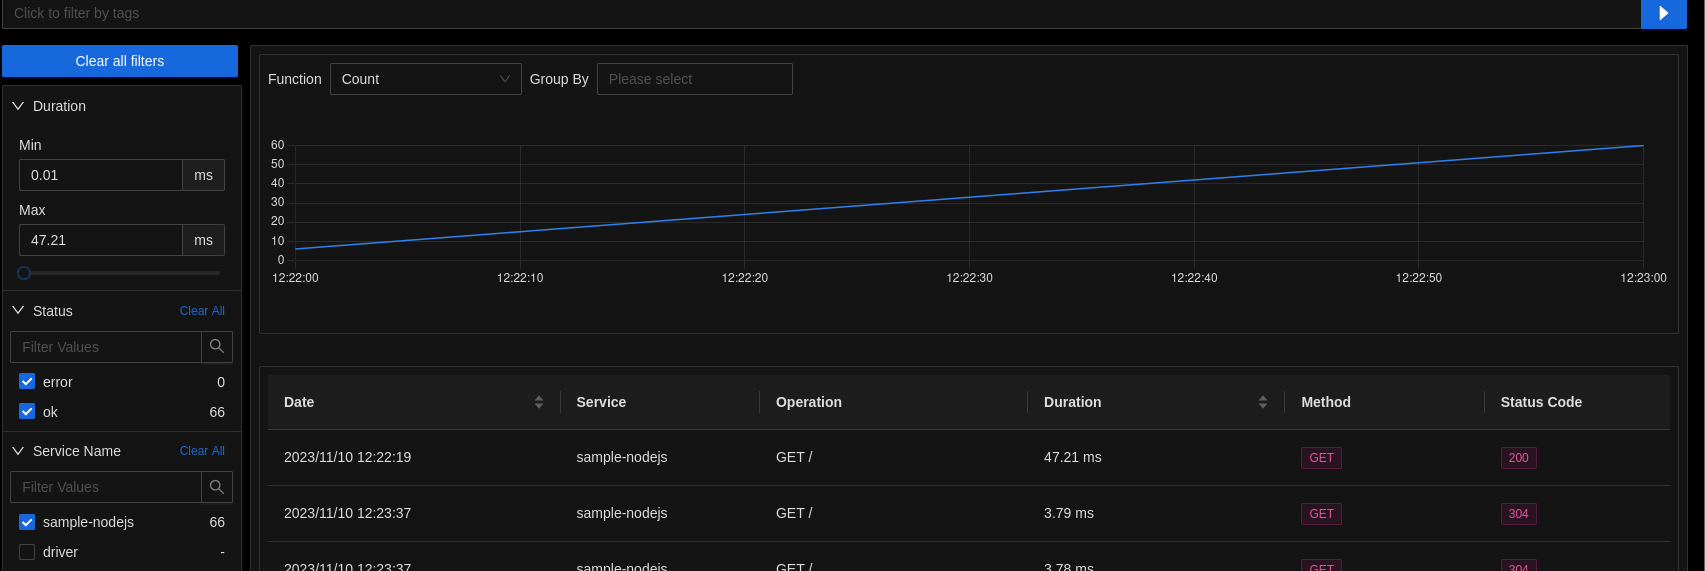 Click to filter by tags
Clear all filters
Duration
Min
0.01 ms
Max
47.21 ms
Status Clear All
Filter Values
error 0
ok 66
Service Name Clear All
Filter Values
sample-nodejs 66
driver -
Function Count Group By Please select
60
50
40
30
20
10
0
12:22:00 12:22:10 12:22:20 12:22:30 12:22:40 12:22:50 12:23:00
Date Service Operation Duration Method Status Code
2023/11/10 12:22:19 sample-nodejs GET / 47.21 ms GET 200
2023/11/10 12:23:37 sample-nodejs GET / 3.79 ms GET 304
2023/11/10 12:23:37 sample-nodejs GET / 3.78 ms GET 304